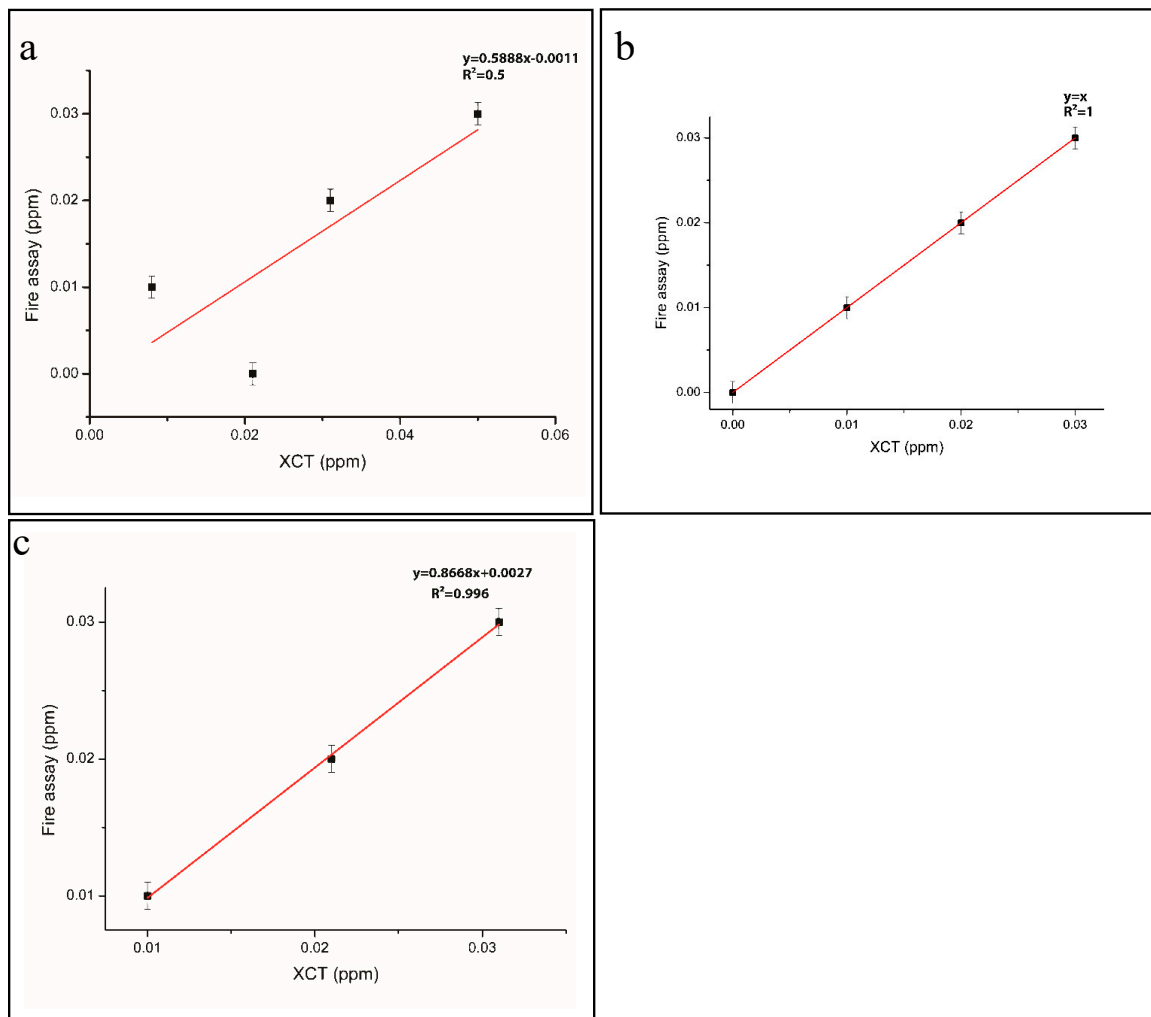 a
y=0.5888x-0.0011
R²=0.5
0.03
0.02
0.01
0.00
Fire assay (ppm)
0.00
0.02
0.04
0.06
XCT (ppm)
b
y=x
R²=1
0.03
0.02
0.01
0.00
Fire assay (ppm)
0.00
0.01
0.02
0.03
XCT (ppm)
c
y=0.8668x+0.0027
R²=0.996
0.03
0.02
0.01
Fire assay (ppm)
0.01
0.02
0.03
XCT (ppm)